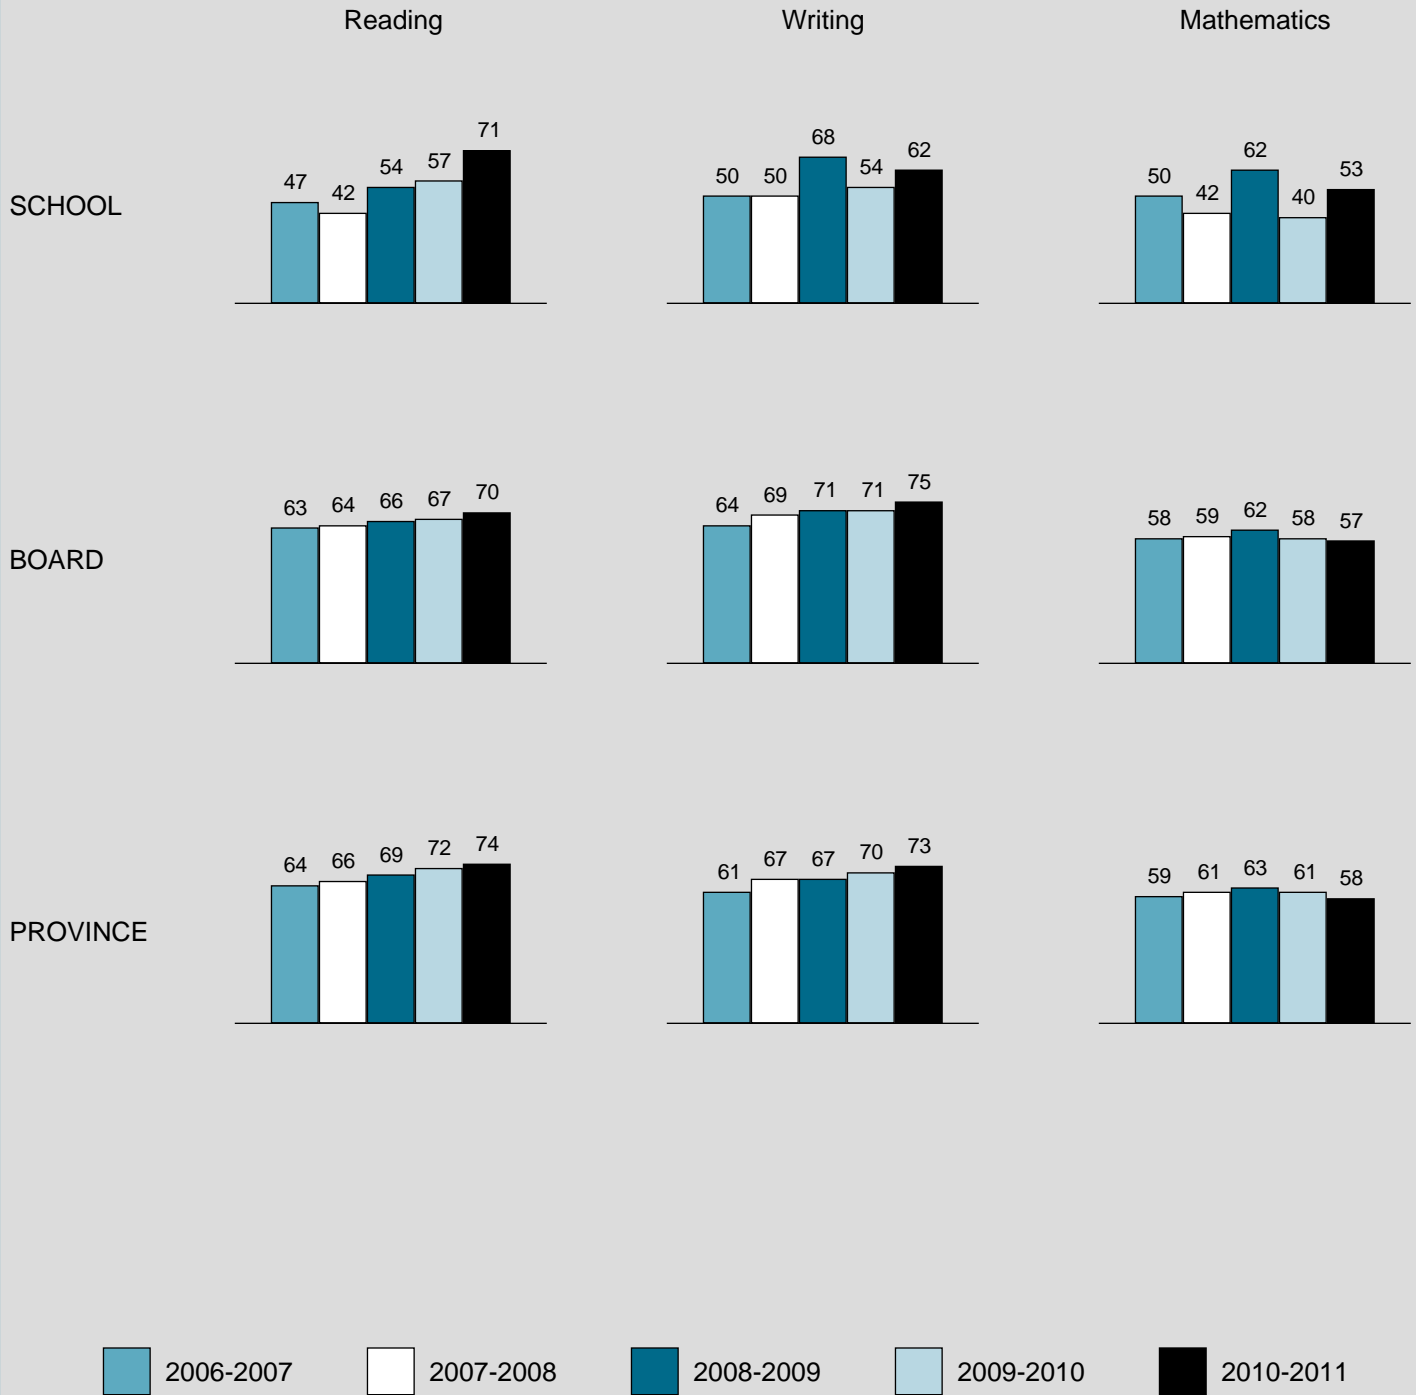 Reading Writing Mathematics
SCHOOL
47 42 54 57 71
50 50 68 54 62
50 42 62 40 53
BOARD
63 64 66 67 70
64 69 71 71 75
58 59 62 58 57
PROVINCE
64 66 69 72 74
61 67 67 70 73
59 61 63 61 58
2006-2007 2007-2008 2008-2009 2009-2010 2010-2011